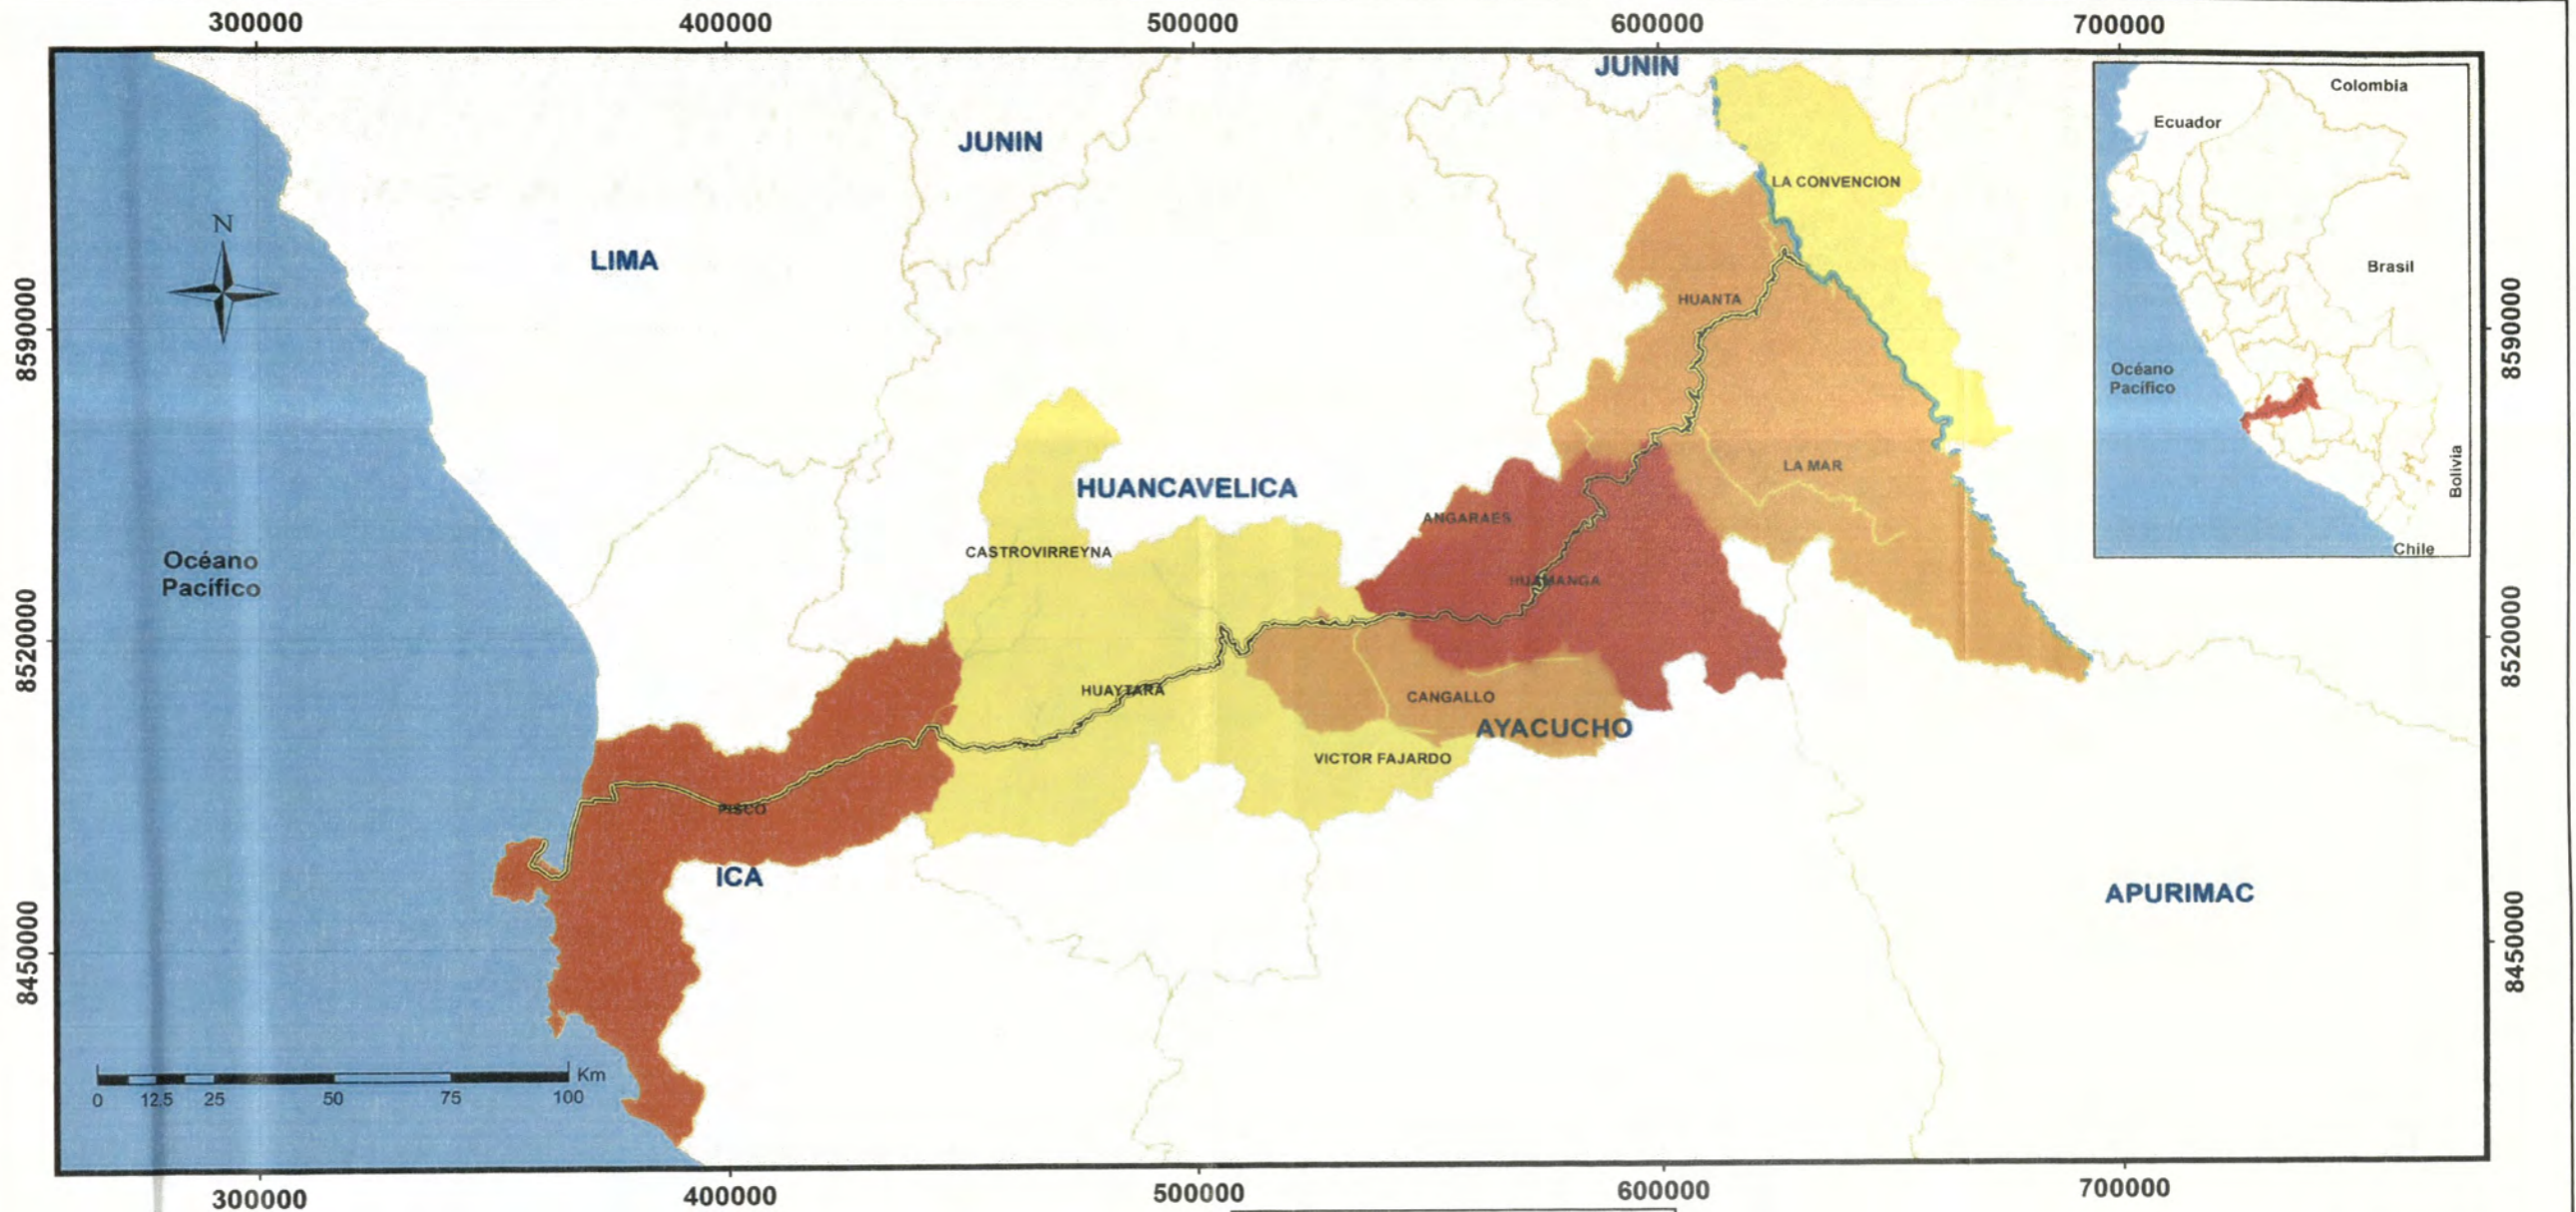 300000
400000
500000
600000
700000
JUNIN
Colombia
Ecuador
JUNIN
LA CONVENCION
N
LIMA
Brasil
8590000
HUANTA
8590000
Océano
Pacífico
LA MAR
Bolivia
HUANCAVELICA
ANGARAES
CASTROVIRREYNA
Chile
Océano
Pacífico
HUAMANGA
8520000
8520000
HUAYTARÁ
CANGALLO
AYACUCHO
VICTOR FAJARDO
PISCO
ICA
APURIMAC
8450000
8450000
Km
0 12.5 25 50 75 100
300000
400000
500000
600000
700000